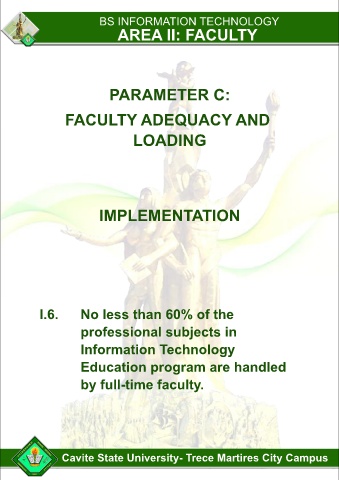 BS INFORMATION TECHNOLOGY
AREA II: FACULTY
PARAMETER C:
FACULTY ADEQUACY AND
LOADING
IMPLEMENTATION
I.6. No less than 60% of the
professional subjects in
Information Technology
Education program are handled
by full-time faculty.
Cavite State University- Trece Martires City Campus